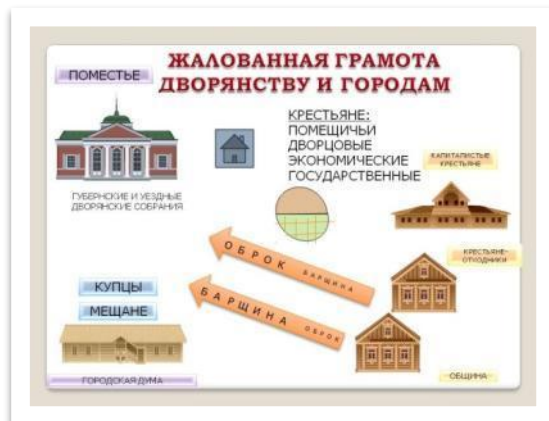 ЖАЛОВАННАЯ ГРАМОТА
ДВОРЯНСТВУ И ГОРОДАМ
ПОМЕСТЬЕ
ГУБЕРНСКИЕ И УЕЗДНЫЕ
ДВОРЯНСКИЕ СОБРАНИЯ
КРЕСТЬЯНЕ:
ПОМЕЩИЧЬИ
ДВОРЦОВЫЕ
ЭКОНОМИЧЕСКИЕ
ГОСУДАРСТВЕННЫЕ
КАПИТАЛИСТЫЕ
КРЕСТЬЯНЕ
ОБРОК БАРЩИНА
КРЕСТЬЯНЕ-
ОТХОДНИКИ
БАРЩИНА ОБРОК
КУПЦЫ
МЕЩАНЕ
ГОРОДСКАЯ ДУМА
ОБЩИНА